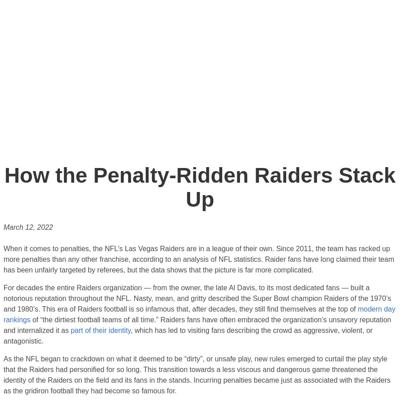 How the Penalty-Ridden Raiders Stack
Up
March 12, 2022
When it comes to penalties, the NFL's Las Vegas Raiders are in a league of their own. Since 2011, the team has racked up
more penalties than any other franchise, according to an analysis of NFL statistics. Raider fans have long claimed their team
has been unfairly targeted by referees, but the data shows that the picture is far more complicated.
For decades the entire Raiders organization — from the owner, the late Al Davis, to its most dedicated fans — built a
notorious reputation throughout the NFL. Nasty, mean, and gritty described the Super Bowl champion Raiders of the 1970's
and 1980's. This era of Raiders football is so infamous that, after decades, they still find themselves at the top of modern day
rankings of “the dirtiest football teams of all time.” Raiders fans have often embraced the organization's unsavory reputation
and internalized it as part of their identity, which has led to visiting fans describing the crowd as aggressive, violent, or
antagonistic.
As the NFL began to crackdown on what it deemed to be “dirty”, or unsafe play, new rules emerged to curtail the play style
that the Raiders had personified for so long. This transition towards a less viscous and dangerous game threatened the
identity of the Raiders on the field and its fans in the stands. Incurring penalties became just as associated with the Raiders
as the gridiron football they had become so famous for.